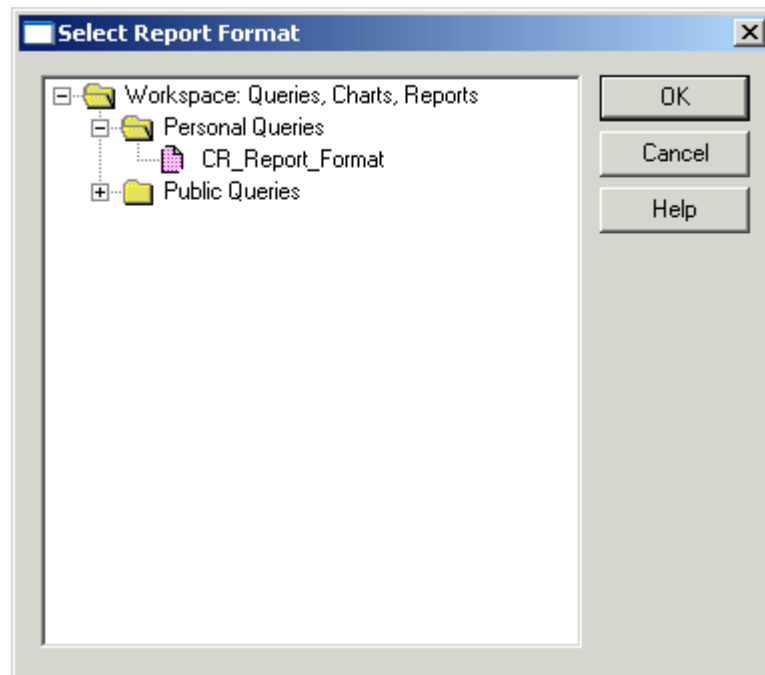 Select Report Format
Workspace: Queries, Charts, Reports
Personal Queries
CR_Report_Format
Public Queries
OK
Cancel
Help